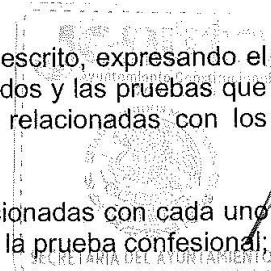 escrito, expresando el
dos y las pruebas que
relacionadas con los
cionadas con cada uno
la prueba confesional;
SECRETARÍA DEL AYUNTAMIENTO